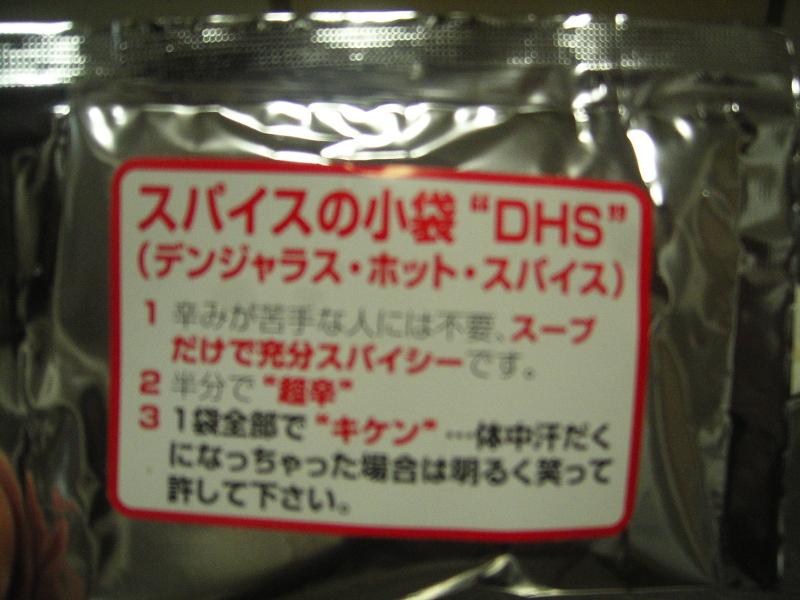 スパイスの小袋 “DHS”
(デンジャラス・ホット・スパイス)
1 辛みが苦手な人には不要、スープ
だけで充分スパイシーです。
2 半分で "超辛"
3 1袋全部で "キケン" …体中汗だく
になっちゃった場合は明るく笑って
許して下さい。